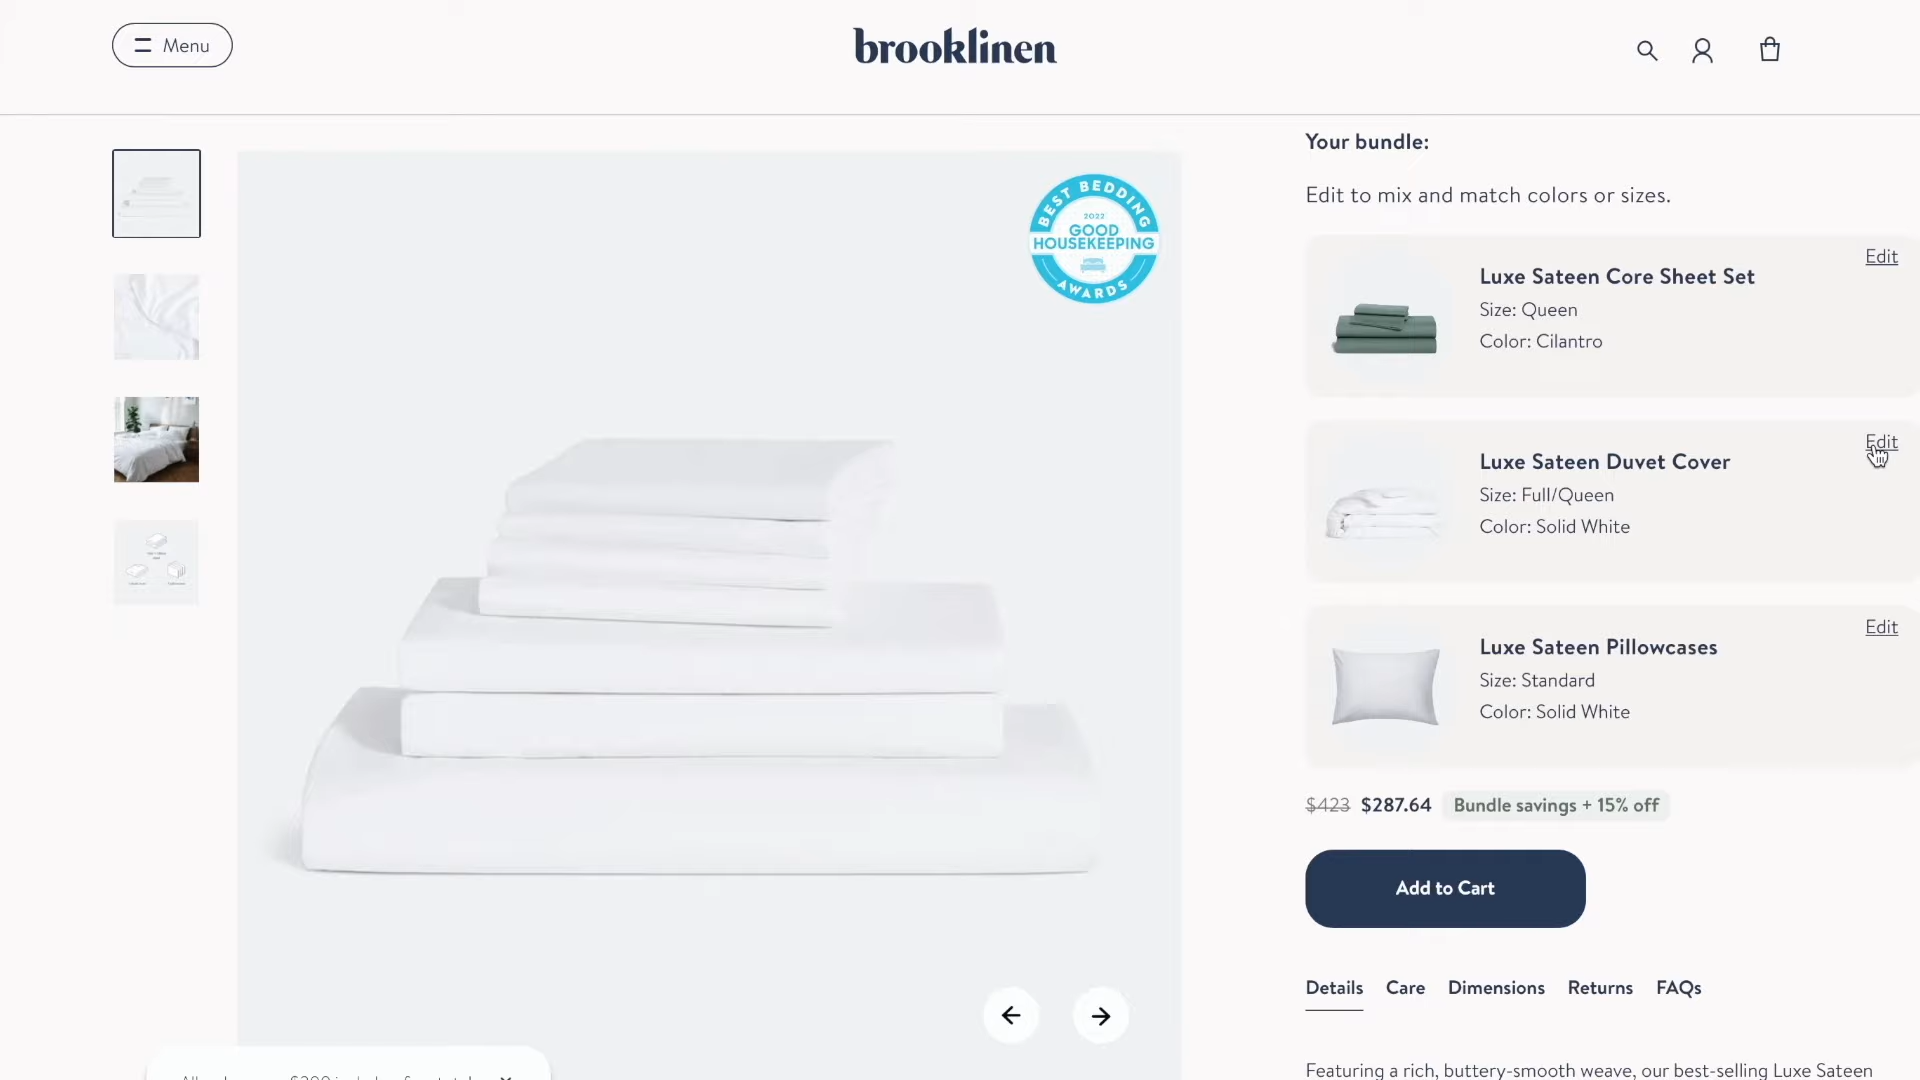 Menu
brooklinen
BEST BEDDING
2022
GOOD
HOUSEKEEPING
AWARDS
Your bundle:
Edit to mix and match colors or sizes.
Edit
Luxe Sateen Core Sheet Set
Size: Queen
Color: Cilantro
Edit
Luxe Sateen Duvet Cover
Size: Full/Queen
Color: Solid White
Edit
Luxe Sateen Pillowcases
Size: Standard
Color: Solid White
$423 $287.64 Bundle savings + 15% off
Add to Cart
Details Care Dimensions Returns FAQs
Featuring a rich, buttery-smooth weave, our best-selling Luxe Sateen